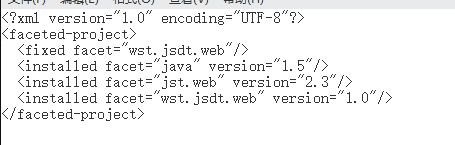 <?xml version="1.0" encoding="UTF-8"?>
<faceted-project>
  <fixed facet="wst.jsdt.web"/>
  <installed facet="java" version="1.5"/>
  <installed facet="jst.web" version="2.3"/>
  <installed facet="wst.jsdt.web" version="1.0"/>
</faceted-project>